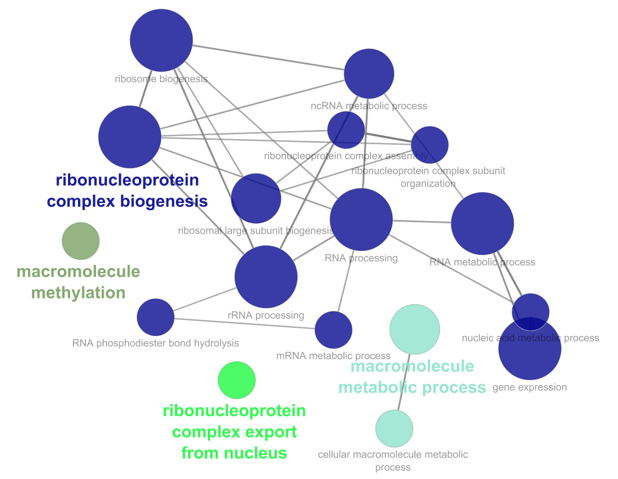 ribosome biogenesis
ncRNA metabolic process
ribonucleoprotein complex assembly
ribonucleoprotein complex subunit
organization
ribonucleoprotein
complex biogenesis
ribosomal large subunit biogenesis
RNA processing
RNA metabolic process
macromolecule
methylation
rRNA processing
RNA phosphodiester bond hydrolysis
mRNA metabolic process
nucleic acid metabolic process
macromolecule
metabolic process
gene expression
ribonucleoprotein
complex export
from nucleus
cellular macromolecule metabolic
process